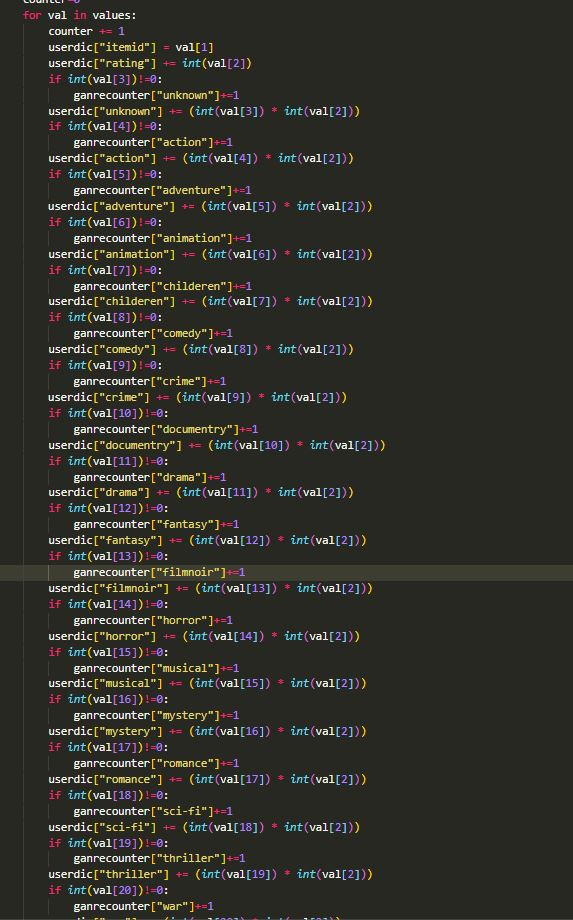 counter=0
for val in values:
counter += 1
userdic["itemid"] = val[1]
userdic["rating"] += int(val[2])
if int(val[3])!=0:
ganrecounter["unknown"]+=1
userdic["unknown"] += (int(val[3]) * int(val[2]))
if int(val[4])!=0:
ganrecounter["action"]+=1
userdic["action"] += (int(val[4]) * int(val[2]))
if int(val[5])!=0:
ganrecounter["adventure"]+=1
userdic["adventure"] += (int(val[5]) * int(val[2]))
if int(val[6])!=0:
ganrecounter["animation"]+=1
userdic["animation"] += (int(val[6]) * int(val[2]))
if int(val[7])!=0:
ganrecounter["childeren"]+=1
userdic["childeren"] += (int(val[7]) * int(val[2]))
if int(val[8])!=0:
ganrecounter["comedy"]+=1
userdic["comedy"] += (int(val[8]) * int(val[2]))
if int(val[9])!=0:
ganrecounter["crime"]+=1
userdic["crime"] += (int(val[9]) * int(val[2]))
if int(val[10])!=0:
ganrecounter["documentry"]+=1
userdic["documentry"] += (int(val[10]) * int(val[2]))
if int(val[11])!=0:
ganrecounter["drama"]+=1
userdic["drama"] += (int(val[11]) * int(val[2]))
if int(val[12])!=0:
ganrecounter["fantasy"]+=1
userdic["fantasy"] += (int(val[12]) * int(val[2]))
if int(val[13])!=0:
ganrecounter["filmnoir"]+=1
userdic["filmnoir"] += (int(val[13]) * int(val[2]))
if int(val[14])!=0:
ganrecounter["horror"]+=1
userdic["horror"] += (int(val[14]) * int(val[2]))
if int(val[15])!=0:
ganrecounter["musical"]+=1
userdic["musical"] += (int(val[15]) * int(val[2]))
if int(val[16])!=0:
ganrecounter["mystery"]+=1
userdic["mystery"] += (int(val[16]) * int(val[2]))
if int(val[17])!=0:
ganrecounter["romance"]+=1
userdic["romance"] += (int(val[17]) * int(val[2]))
if int(val[18])!=0:
ganrecounter["sci-fi"]+=1
userdic["sci-fi"] += (int(val[18]) * int(val[2]))
if int(val[19])!=0:
ganrecounter["thriller"]+=1
userdic["thriller"] += (int(val[19]) * int(val[2]))
if int(val[20])!=0:
ganrecounter["war"]+=1